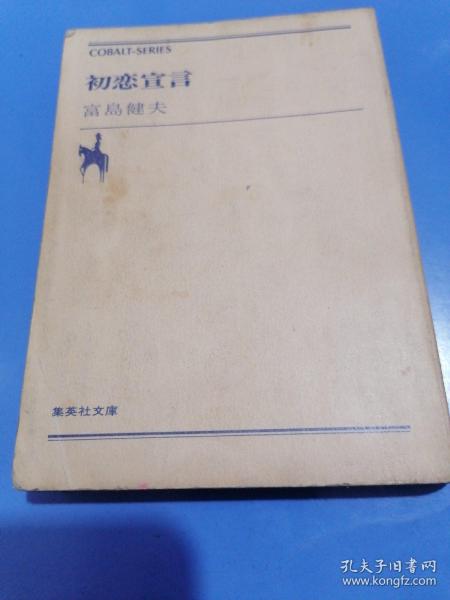 COBALT-SERIES
初恋宣言
富島健夫
集英社文庫
孔夫子旧书网
www.kongfz.com